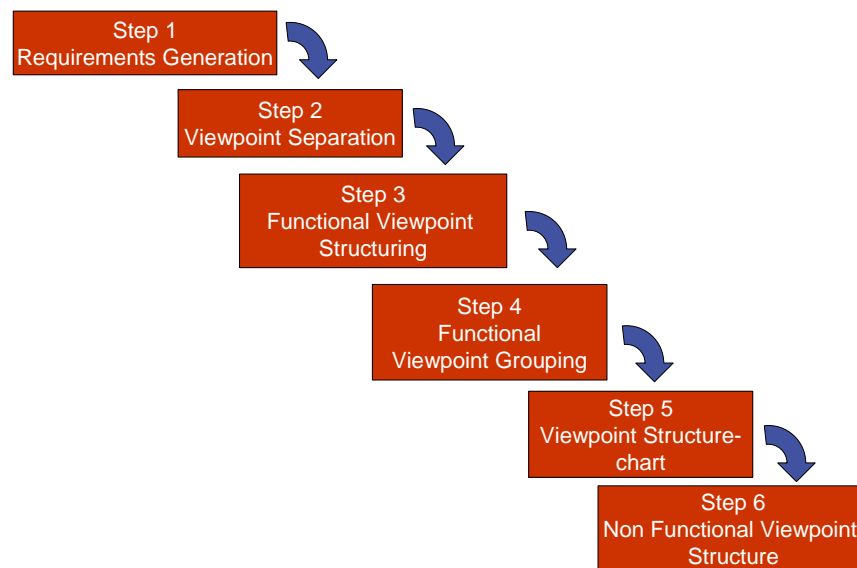 Step 1
Requirements Generation
Step 2
Viewpoint Separation
Step 3
Functional Viewpoint
Structuring
Step 4
Functional
Viewpoint Grouping
Step 5
Viewpoint Structure-
chart
Step 6
Non Functional Viewpoint
Structure